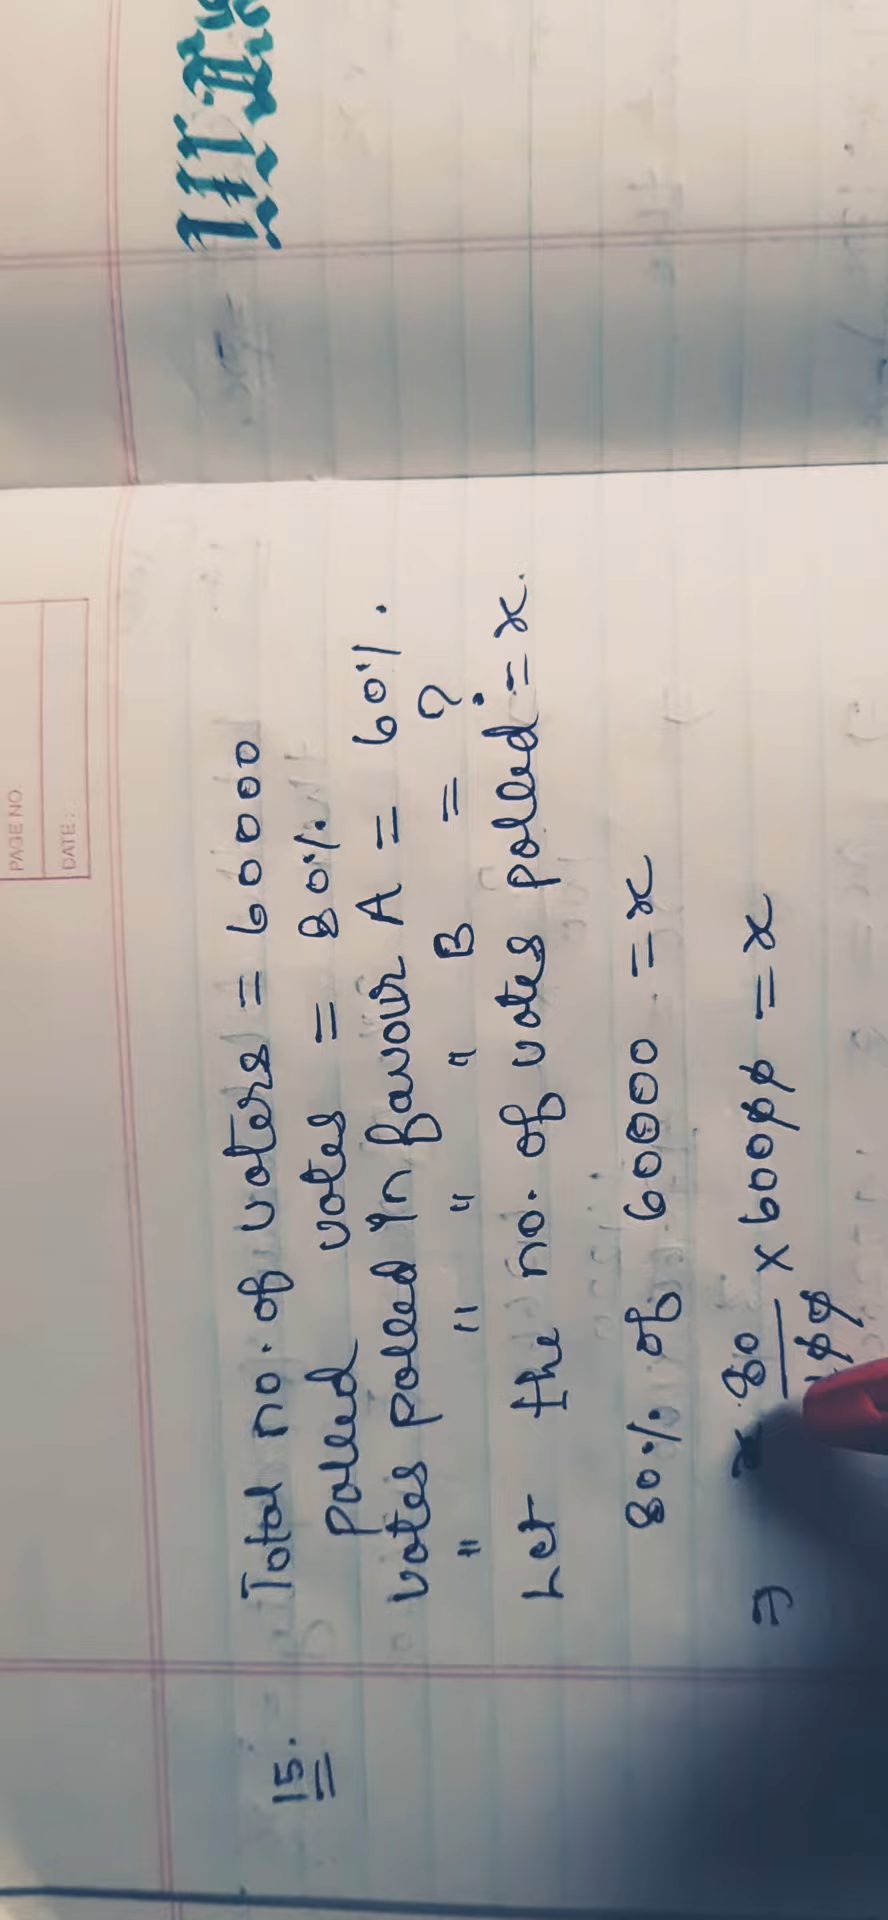 PAGE NO.
DATE:
15. Total no. of voters = 60000
Polled votes = 80%.
votes polled in favour A = 60%.
" " " " B = ?
Let the no. of votes polled = x.
80% of 60000 = x
⇒ 80/100 × 60000 = x